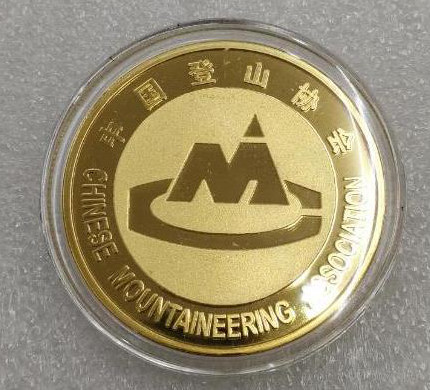 中国登山协会
CHINESE MOUNTAINEERING ASSOCIATION